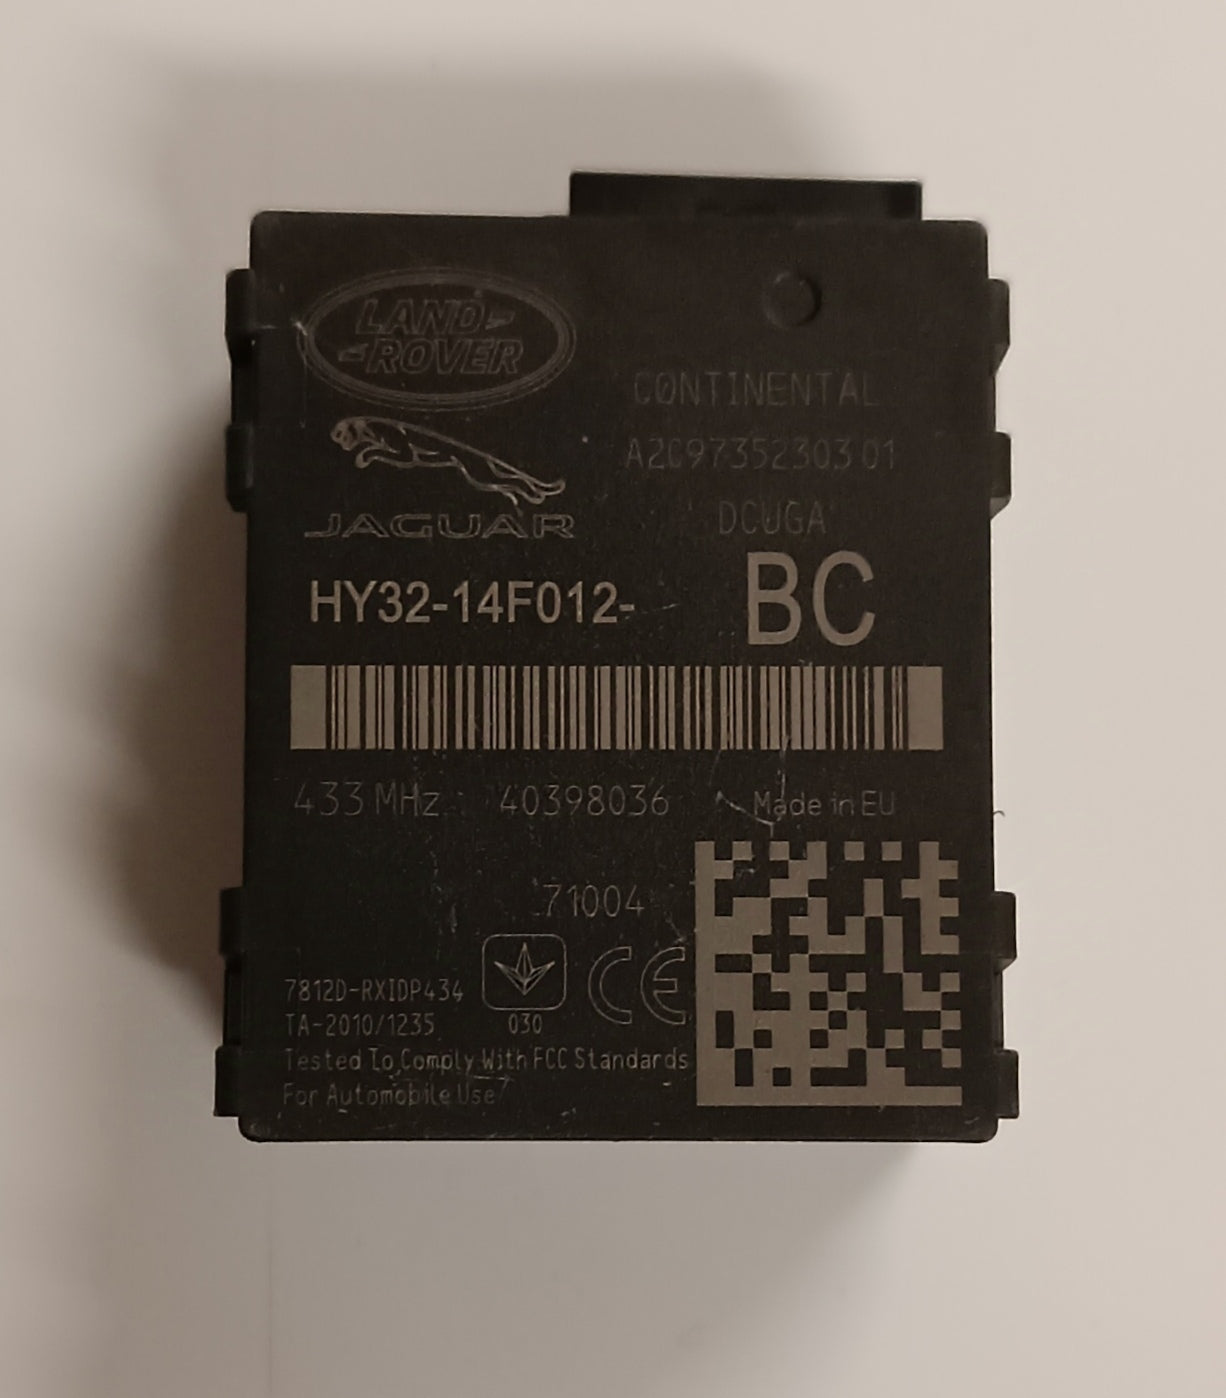 LAND-
-ROVER
JAGUAR
CONTINENTAL
A2C97352303 01
DCUGA
HY32-14F012- BC
433 MHz 40398036 Made in EU
71004
7812D-RXIDP434
TA-2010/1235
030
CE
Tested To Comply With FCC Standards
For Automobile Use